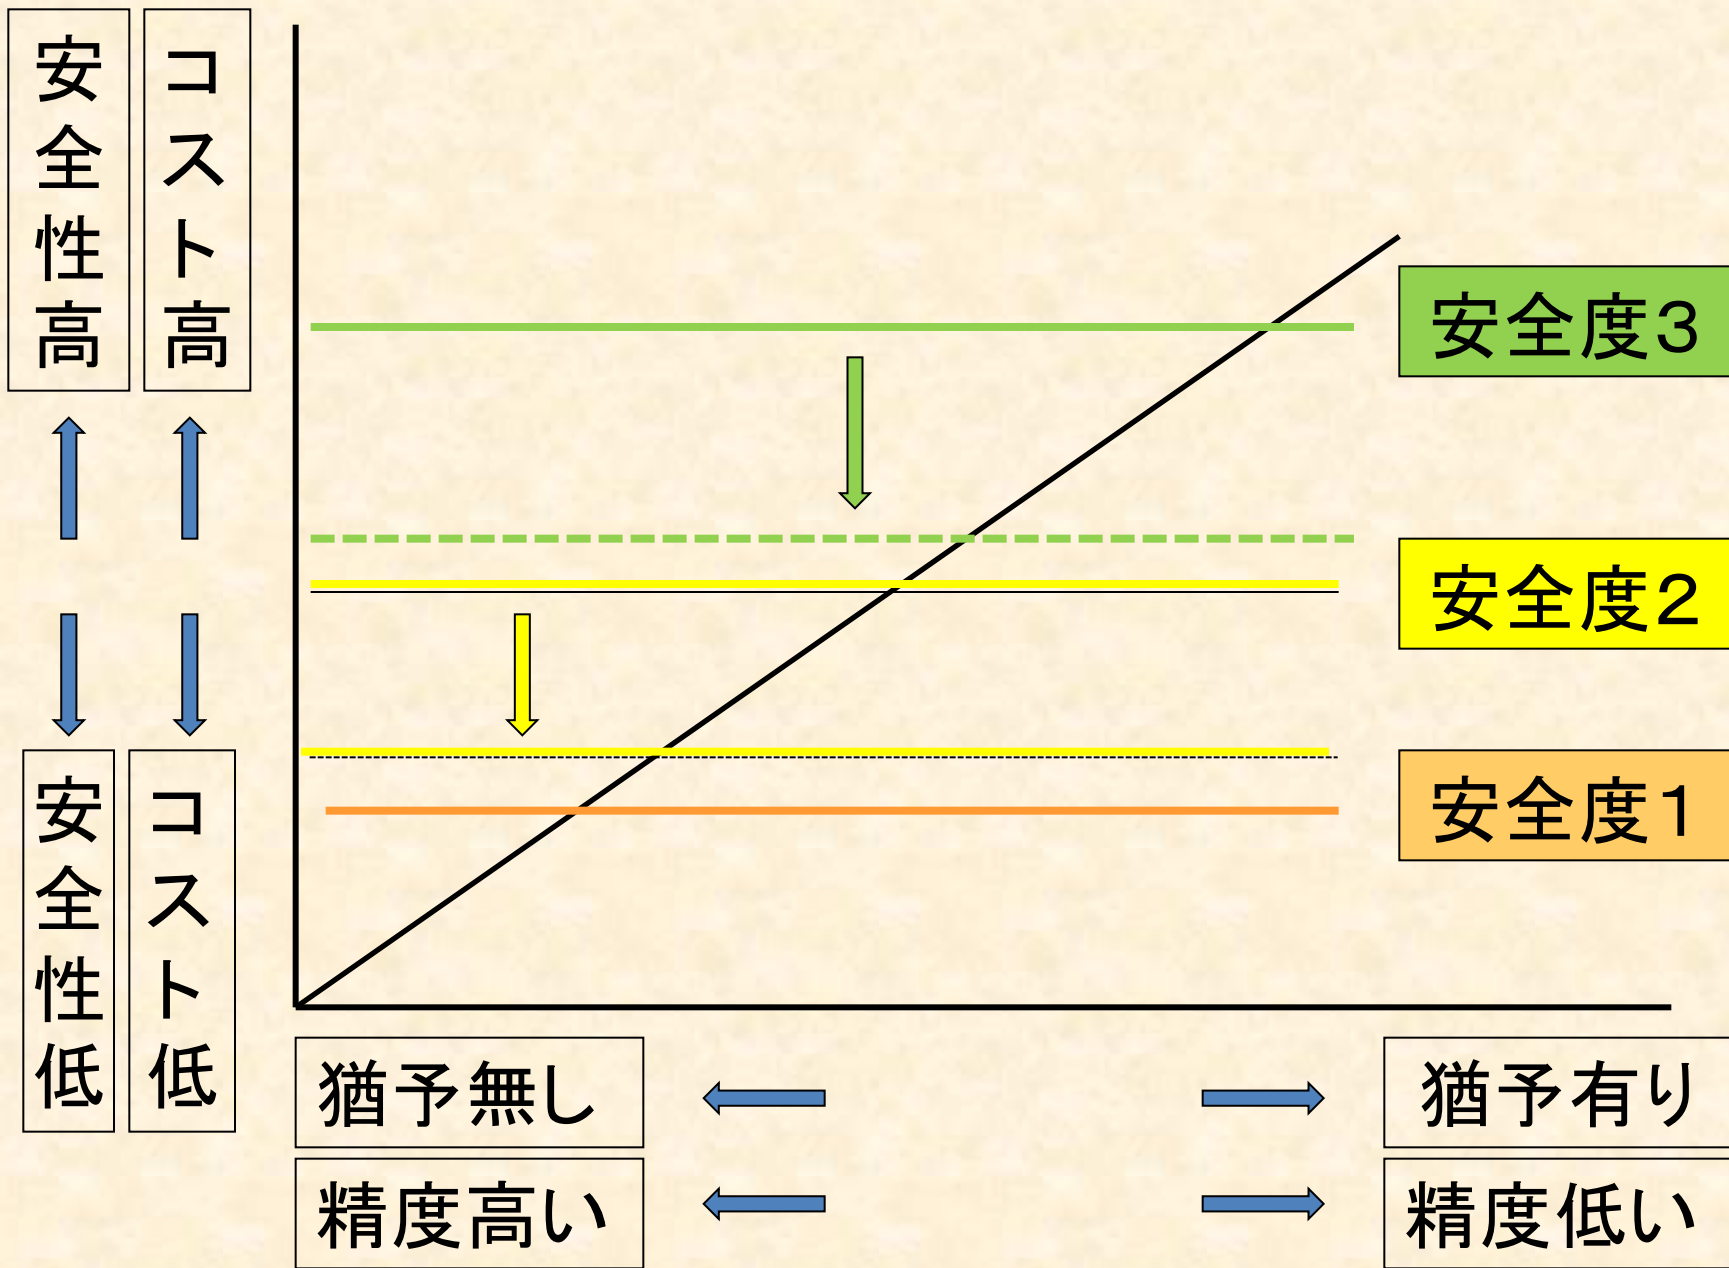 安全性高
コスト高
安全度３
安全度２
安全度１
安全性低
コスト低
猶予無し
猶予有り
精度高い
精度低い